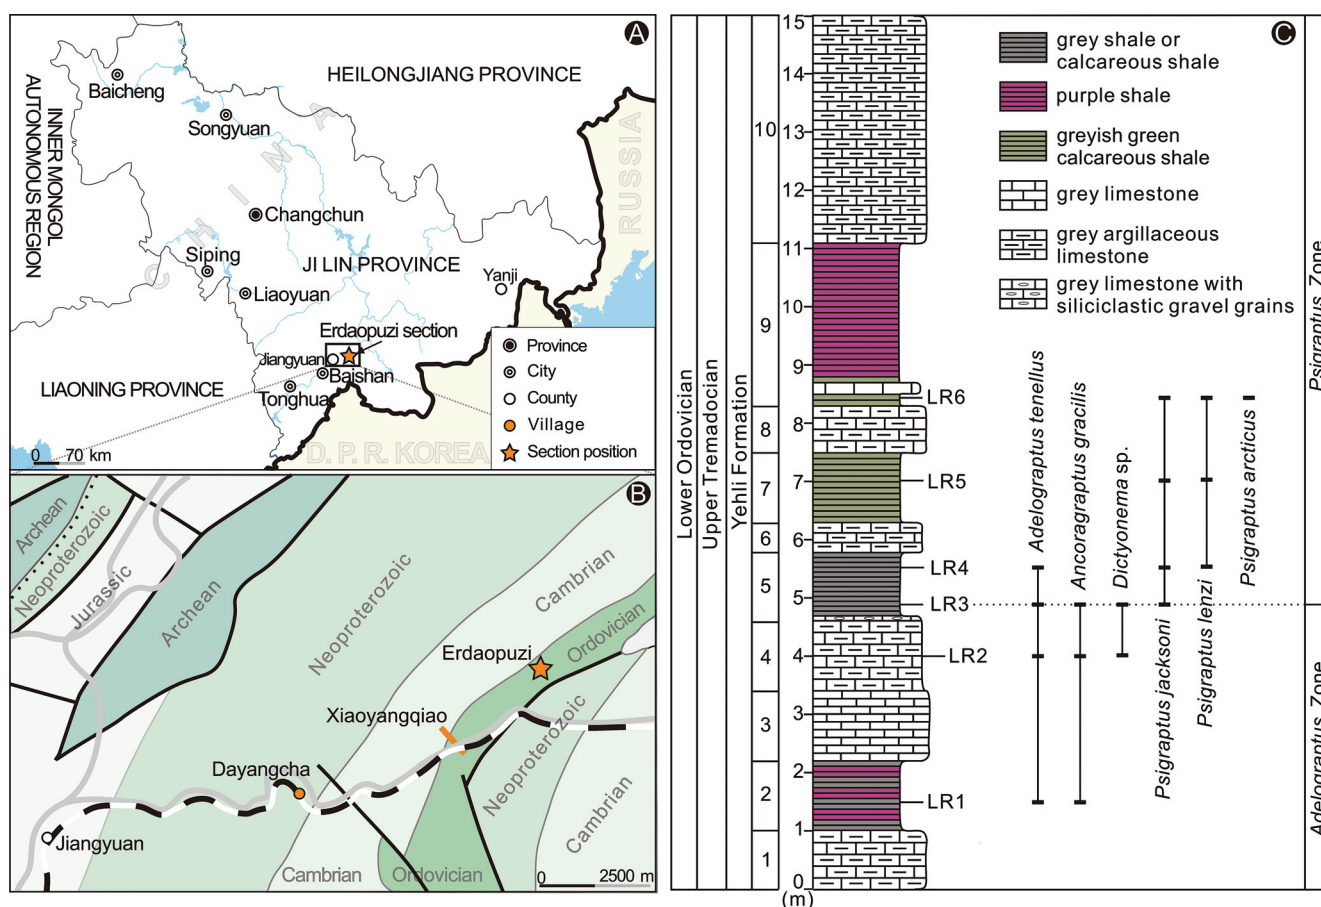 A
HEILONGJIANG PROVINCE
Baicheng
INNER MONGOL
AUTONOMOUS REGION
Songyuan
CHINA
RUSSIA
Changchun
Siping
JI LIN PROVINCE
Yanji
Liaoyuan
Erdaopuzi section
Jiangyuan
Baishan
LIAONING PROVINCE
Tonghua
D. P. R. KOREA
0 70 km
Province
City
County
Village
Section position
B
Archean
Neoproterozoic
Jurassic
Archean
Neoproterozoic
Cambrian
Ordovician
Erdaopuzi
Xiaoyangqiao
Neoproterozoic
Dayangcha
Cambrian
Jiangyuan
Cambrian
Ordovician
0 2500 m
C
grey shale or
calcareous shale
purple shale
greyish green
calcareous shale
grey limestone
grey argillaceous
limestone
grey limestone with
siliciclastic gravel grains
Lower Ordovician
Upper Tremadocian
Yehli Formation
10
9
8
7
6
5
4
3
2
1
15
14
13
12
11
10
9
8
7
6
5
4
3
2
1
0
(m)
LR6
LR5
LR4
LR3
LR2
LR1
Adelograptus tenellus
Ancoragraptus gracilis
Dictyonema sp.
Psigraptus jacksoni
Psigraptus lenzi
Psigraptus arcticus
Psigraptus Zone
Adelograptus Zone